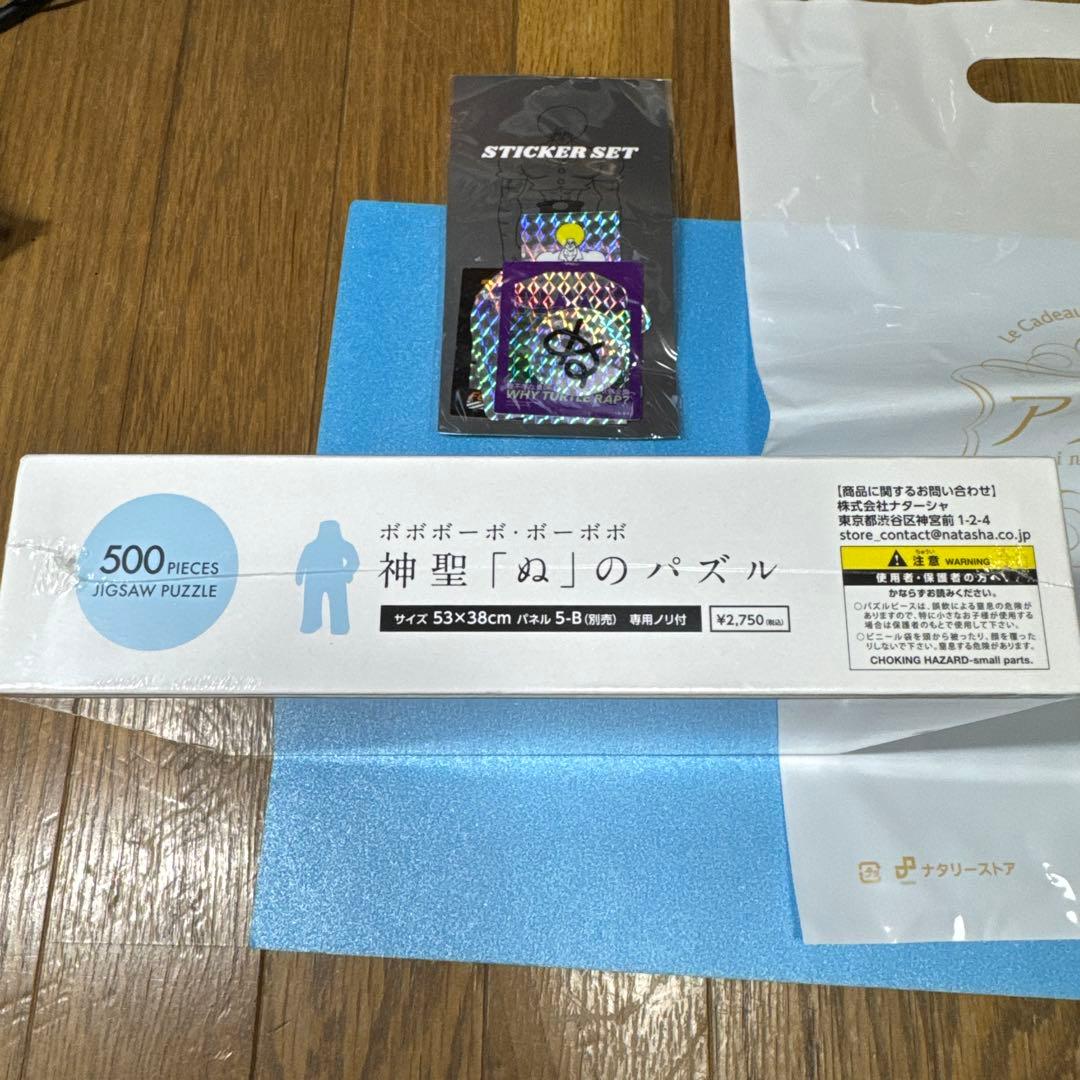 STICKER SET
ぬ
WHY TURTLE RAP?
Le Cadeau
500 PIECES
JIGSAW PUZZLE
ボボボーボ・ボーボボ
神聖「ぬ」のパズル
サイズ 53×38cm パネル 5-B(別売) 専用ノリ付
¥2,750(税込)
【商品に関するお問い合わせ】
株式会社ナターシャ
東京都渋谷区神宮前 1-2-4
store_contact@natasha.co.jp
注意 WARNING
ちゅうい
使用者・保護者の方へ
かならずお読みください。
○パズルピースは、誤飲による窒息の危険が
ありますので、特に小さなお子様が使用する
場合は保護者のもとで使用して下さい。
○ビニール袋を頭から被ったり、顔を覆った
りしないで下さい。窒息する危険があります。
CHOKING HAZARD-small parts.
プラ
ナタリーストア